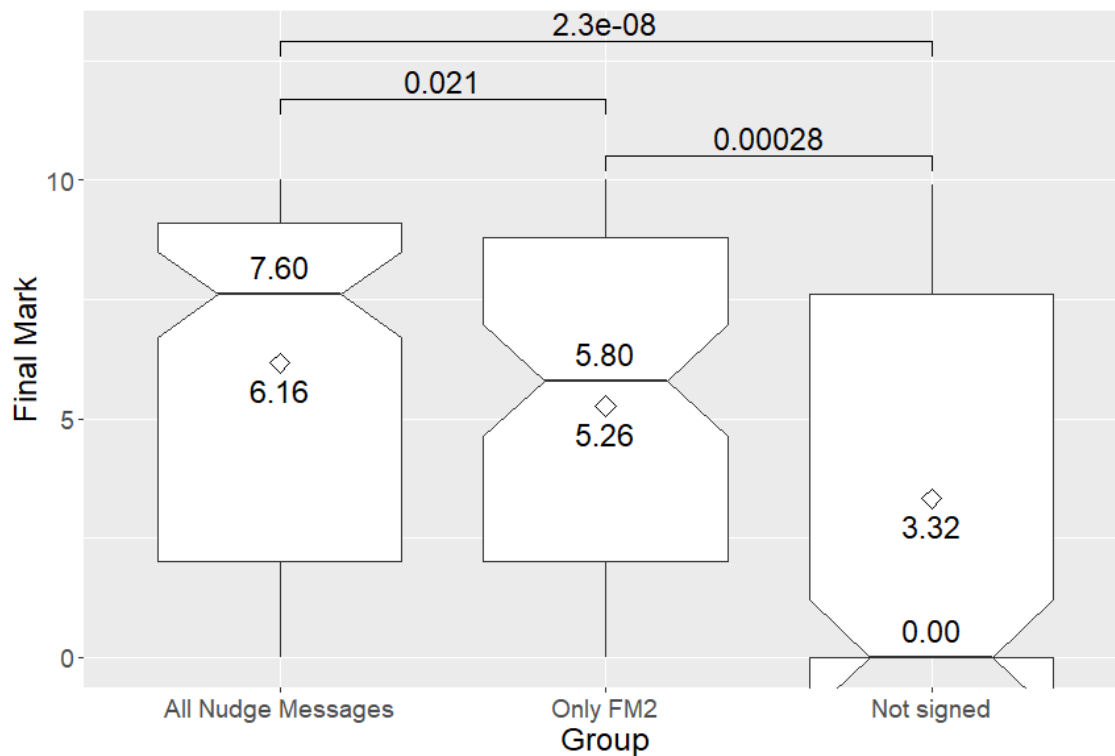 2.3e-08
0.021
0.00028
10
7.60
5.80
6.16
5.26
5
3.32
0.00
0
Final Mark
All Nudge Messages Only FM2 Not signed
Group